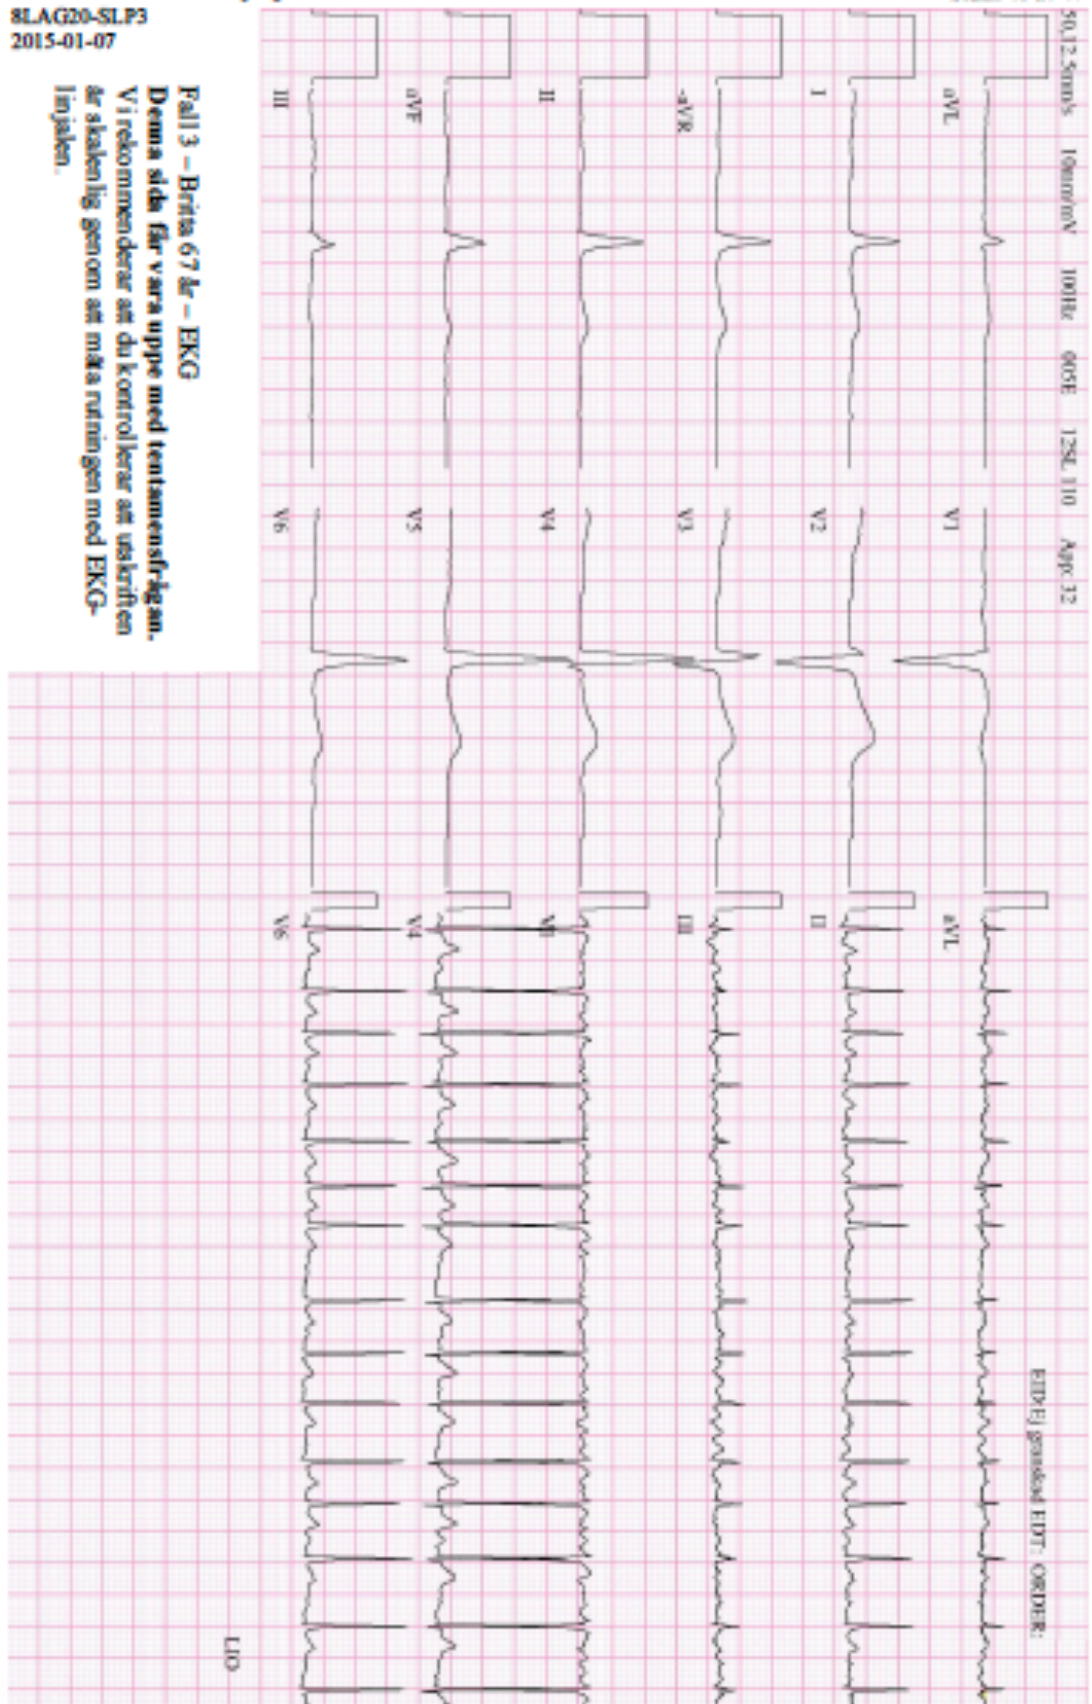 8LAG20-SLP3
2015-01-07
50,12.5mm/s 10mm/mV 100Hz 005E 12SL 110 App: 32
EID:Ej granskad EDT: ORDER:
aVL
V1
aVL
I
V2
II
-aVR
V3
III
II
V4
V1
aVF
V5
V4
III
V6
V6
LIO
Fall 3 – Britta 67 år – EKG
Denna sida får vara uppe med tentamensfrågan.
Vi rekommenderar att du kontrollerar att utskriften
är skalenlig genom att mäta rutningen med EKG-
linjalen.